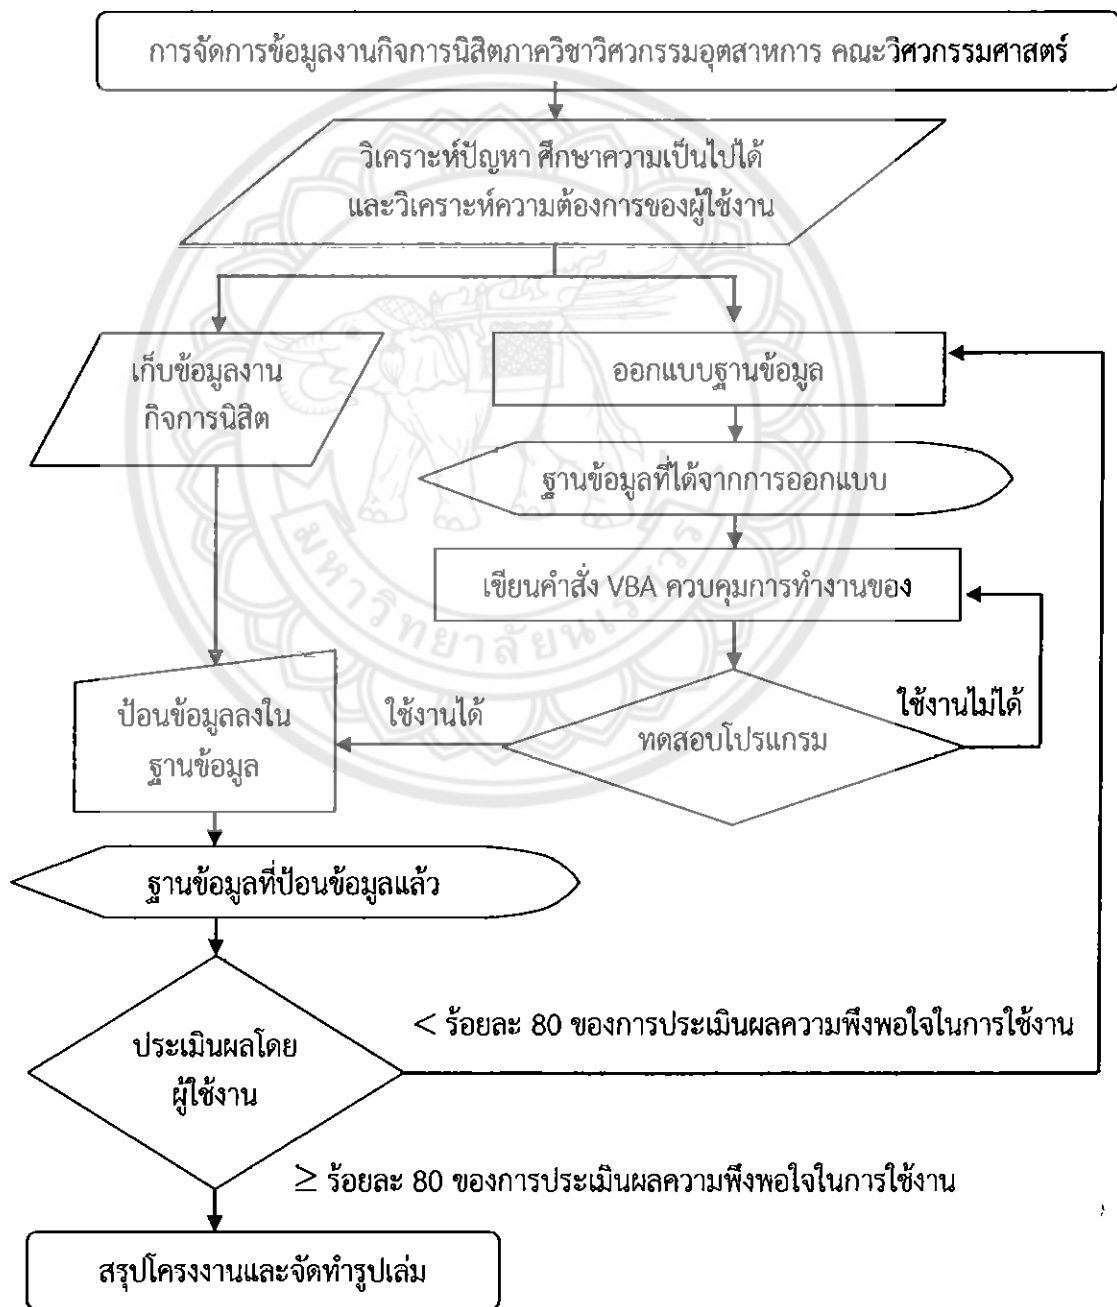 การจัดการข้อมูลงานกิจการนิสิตภาควิชาวิศวกรรมอุตสาหการ คณะวิศวกรรมศาสตร์
วิเคราะห์ปัญหา ศึกษาความเป็นไปได้
และวิเคราะห์ความต้องการของผู้ใช้งาน
เก็บข้อมูลงาน
กิจการนิสิต
ออกแบบฐานข้อมูล
ฐานข้อมูลที่ได้จากการออกแบบ
เขียนคำสั่ง VBA ควบคุมการทำงานของ
ทดสอบโปรแกรม
ใช้งานไม่ได้
ใช้งานได้
ป้อนข้อมูลลงใน
ฐานข้อมูล
ฐานข้อมูลที่ป้อนข้อมูลแล้ว
ประเมินผลโดย
ผู้ใช้งาน
< ร้อยละ 80 ของการประเมินผลความพึงพอใจในการใช้งาน
≥ ร้อยละ 80 ของการประเมินผลความพึงพอใจในการใช้งาน
สรุปโครงงานและจัดทำรูปเล่ม
มหาวิทยาลัยนเรศวร